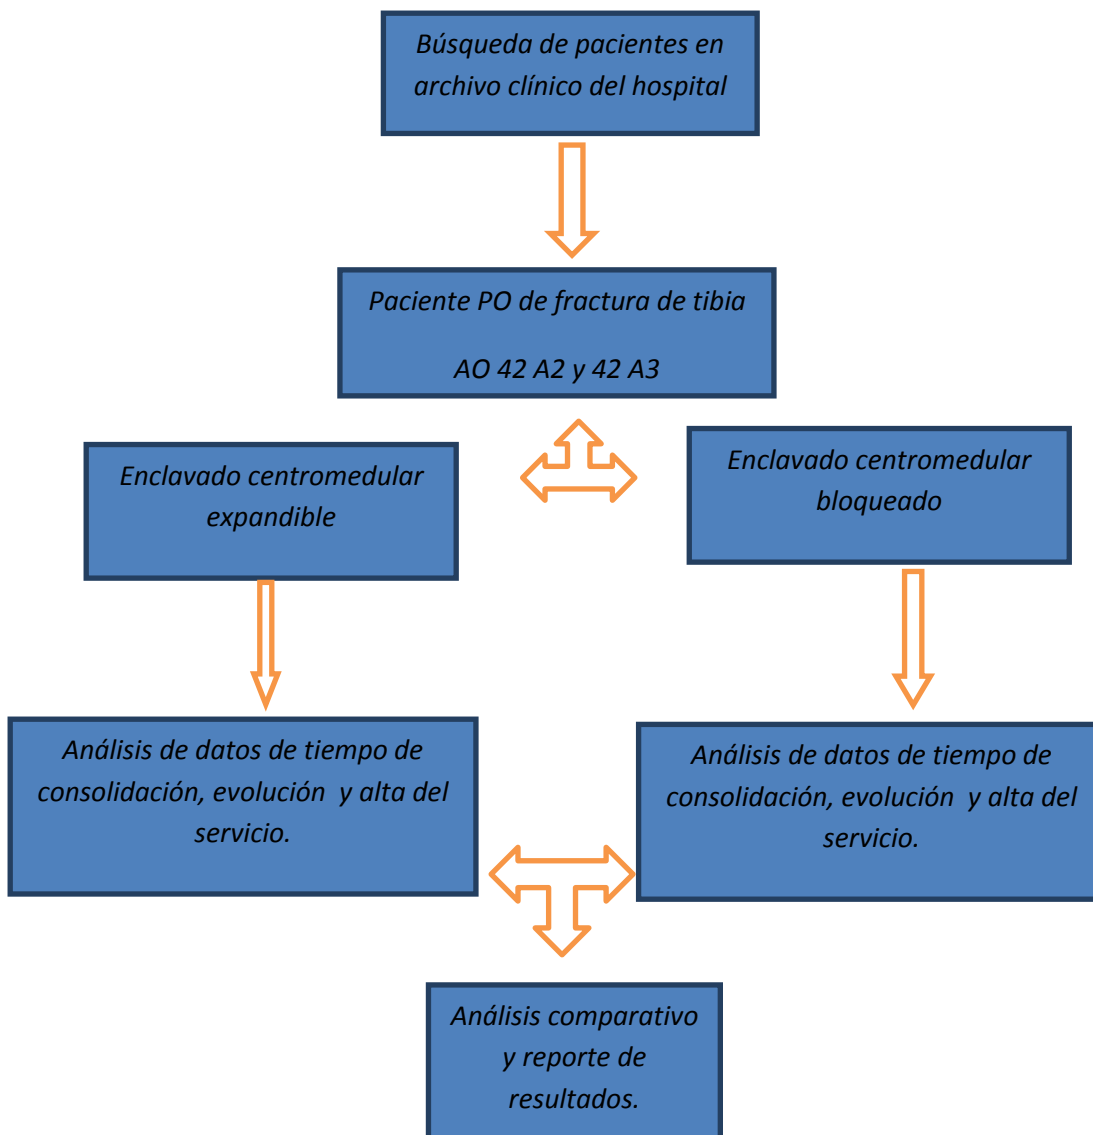 Búsqueda de pacientes en
archivo clínico del hospital
Paciente PO de fractura de tibia
AO 42 A2 y 42 A3
Enclavado centromedular
expandible
Enclavado centromedular
bloqueado
Análisis de datos de tiempo de
consolidación, evolución y alta del
servicio.
Análisis de datos de tiempo de
consolidación, evolución y alta del
servicio.
Análisis comparativo
y reporte de
resultados.